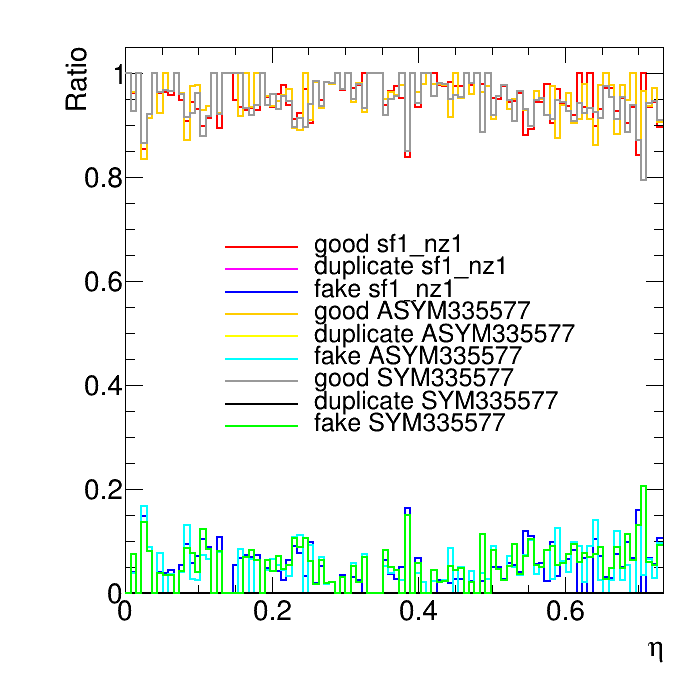 Ratio
1
0.8
0.6
0.4
0.2
0
good sf1_nz1
duplicate sf1_nz1
fake sf1_nz1
good ASYM335577
duplicate ASYM335577
fake ASYM335577
good SYM335577
duplicate SYM335577
fake SYM335577
0 0.2 0.4 0.6
η